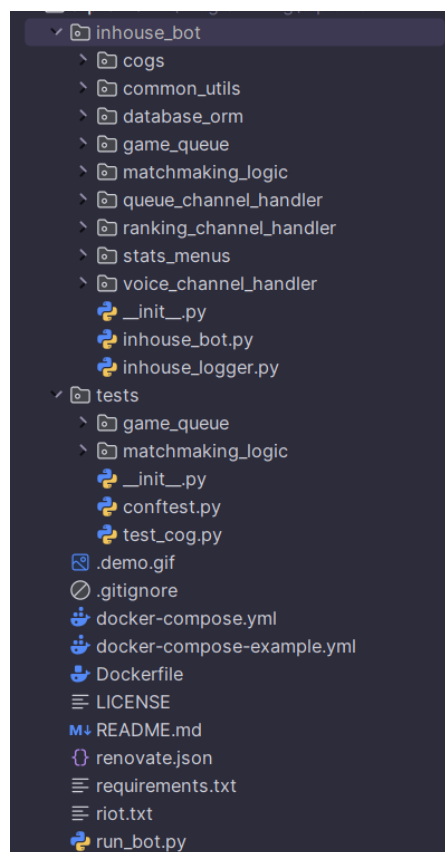 inhouse_bot
cogs
common_utils
database_orm
game_queue
matchmaking_logic
queue_channel_handler
ranking_channel_handler
stats_menus
voice_channel_handler
__init__.py
inhouse_bot.py
inhouse_logger.py
tests
game_queue
matchmaking_logic
__init__.py
conftest.py
test_cog.py
.demo.gif
.gitignore
docker-compose.yml
docker-compose-example.yml
Dockerfile
LICENSE
M↓ README.md
{} renovate.json
requirements.txt
riot.txt
run_bot.py